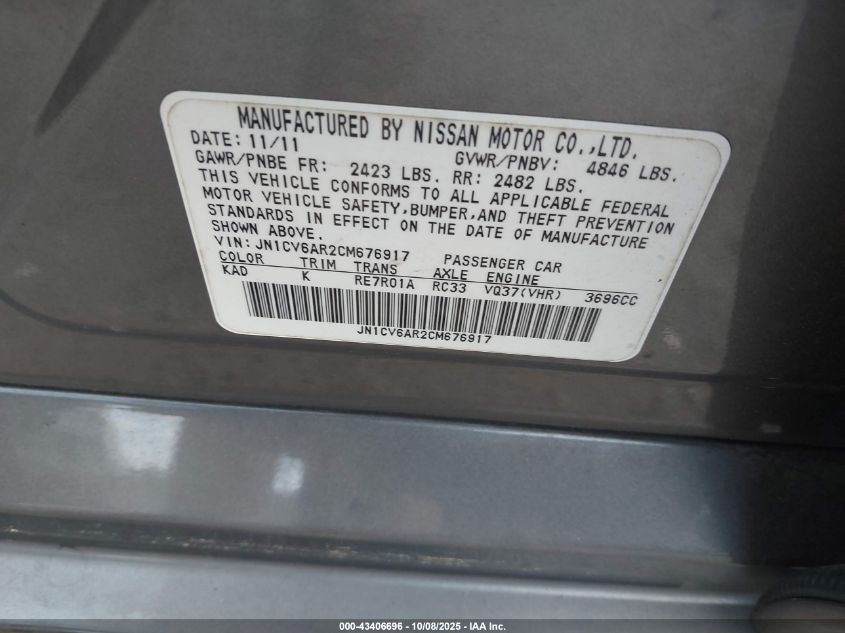 MANUFACTURED BY NISSAN MOTOR CO.,LTD.
DATE: 11/11 GVWR/PNBV: 4846 LBS.
GAWR/PNBE FR: 2423 LBS. RR: 2482 LBS.
THIS VEHICLE CONFORMS TO ALL APPLICABLE FEDERAL
MOTOR VEHICLE SAFETY,BUMPER,AND THEFT PREVENTION
STANDARDS IN EFFECT ON THE DATE OF MANUFACTURE
SHOWN ABOVE.
VIN: JN1CV6AR2CM676917 PASSENGER CAR
COLOR TRIM TRANS AXLE ENGINE
KAD K RE7R01A RC33 VQ37(VHR) 3696CC
JN1CV6AR2CM676917
000-43406696 - 10/08/2025 - IAA Inc.